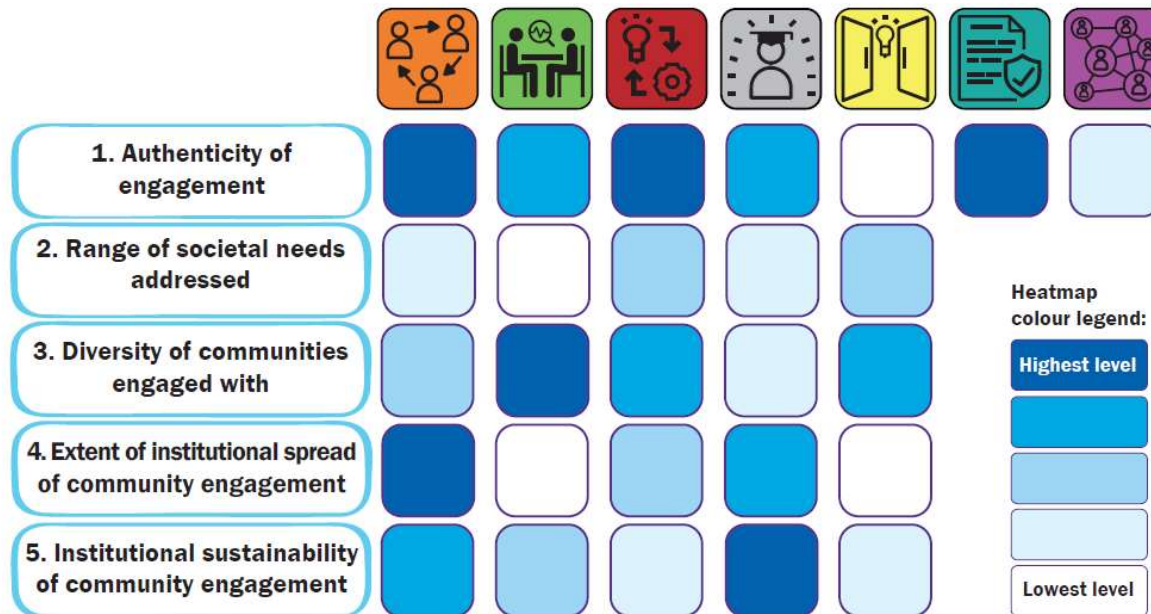 1. Authenticity of
engagement
2. Range of societal needs
addressed
3. Diversity of communities
engaged with
4. Extent of institutional spread
of community engagement
5. Institutional sustainability
of community engagement
Heatmap
colour legend:
Highest level
Lowest level